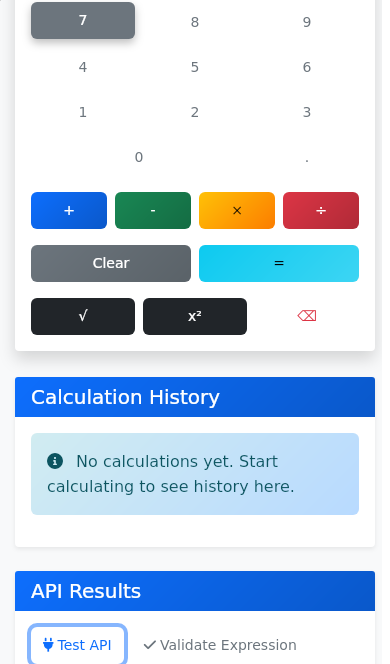 7 8 9
4 5 6
1 2 3
0 .
+ - × ÷
Clear =
√ x² ⌫
Calculation History
No calculations yet. Start
calculating to see history here.
API Results
Test API Validate Expression